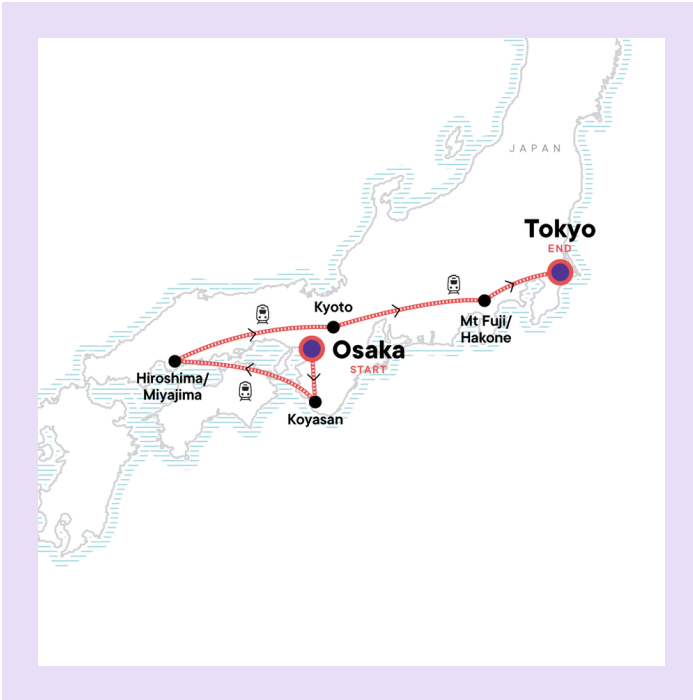 JAPAN
Tokyo
END
Kyoto
Mt Fuji/
Hakone
Osaka
START
Hiroshima/
Miyajima
Koyasan